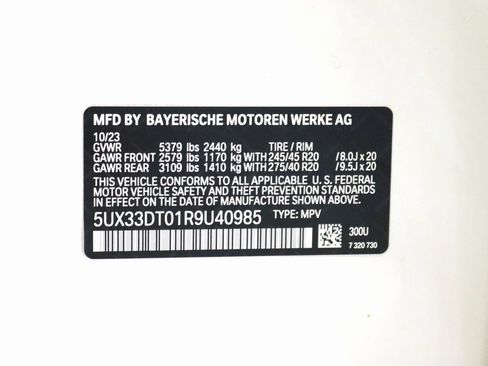 MFD BY BAYERISCHE MOTOREN WERKE AG
10/23
GVWR 5379 lbs 2440 kg TIRE / RIM
GAWR FRONT 2579 lbs 1170 kg WITH 245/45 R20 /8.0J x 20
GAWR REAR 3109 lbs 1410 kg WITH 275/40 R20 /9.5J x 20
THIS VEHICLE CONFORMS TO ALL APPLICABLE U. S. FEDERAL
MOTOR VEHICLE SAFETY AND THEFT PREVENTION STANDARDS
IN EFFECT ON THE DATE OF MANUFACTURE SHOWN ABOVE.
5UX33DT01R9U40985 TYPE: MPV
300U
7 320 730